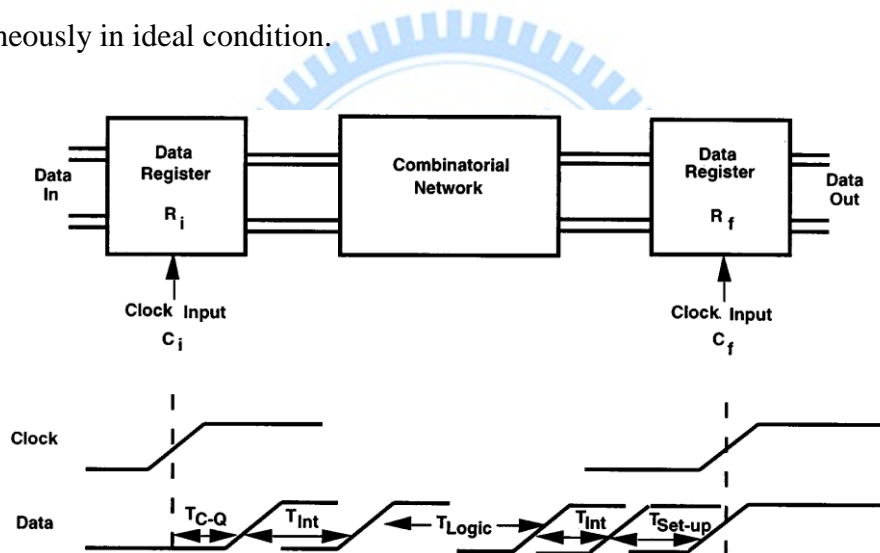 neously in ideal condition.
Data
In
Data
Register
R i
Combinatorial
Network
Data
Register
R f
Data
Out
Clock Input
C i
Clock Input
C f
Clock
Data
T C-Q
T Int
T Logic
T Int
T Set-up